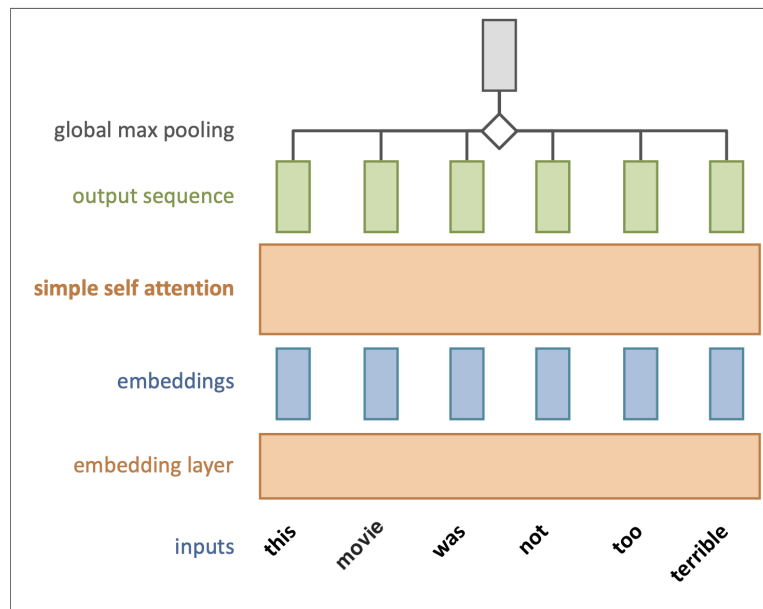 global max pooling
output sequence
simple self attention
embeddings
embedding layer
inputs
this movie was not too terrible